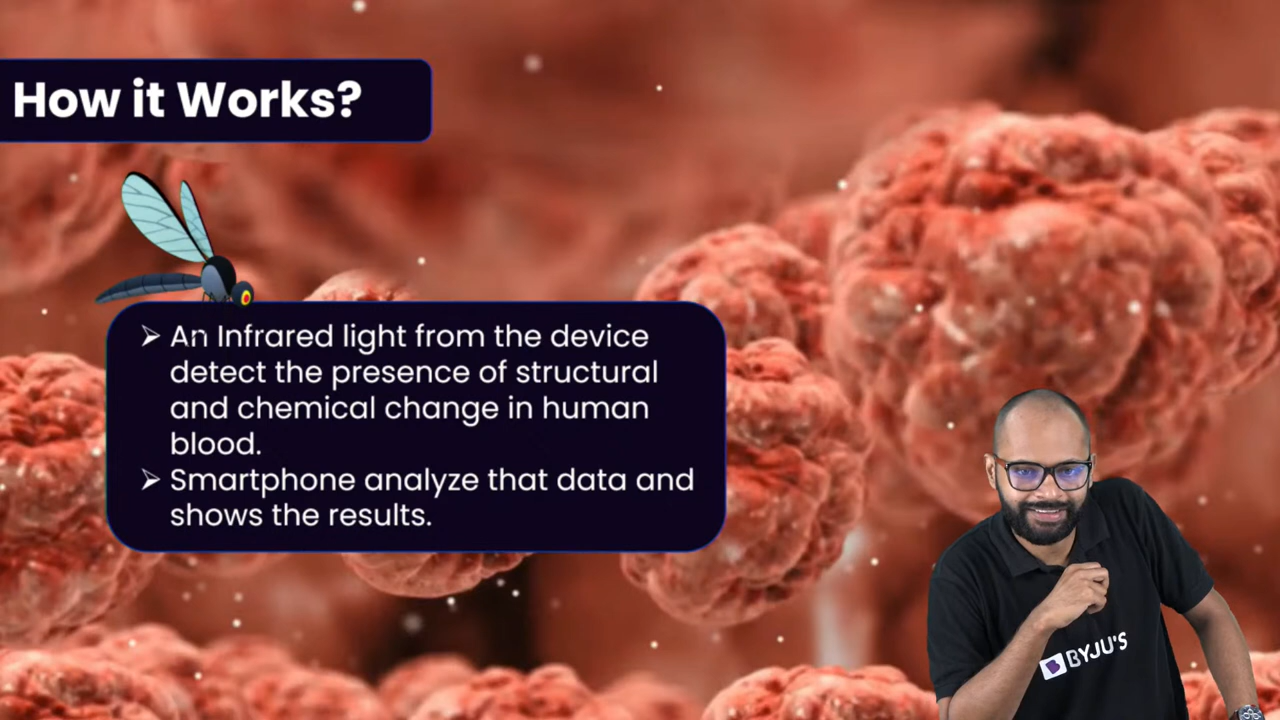 How it Works?
➢ An Infrared light from the device
detect the presence of structural
and chemical change in human
blood.
➢ Smartphone analyze that data and
shows the results.
BYJU'S